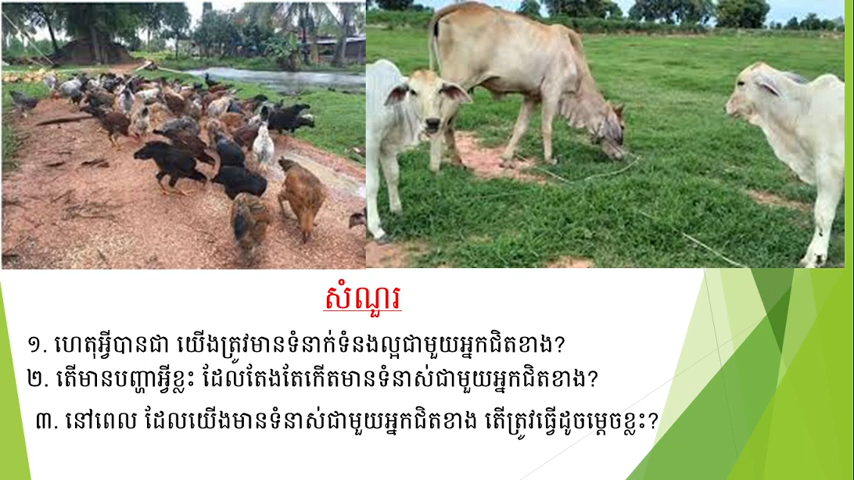 សំណួរ
១. ហេតុអ្វីបានជា យើងត្រូវមានទំនាក់ទំនងល្អជាមួយអ្នកជិតខាង?
២. តើមានបញ្ហាអ្វីខ្លះ ដែលតែងតែកើតមានទំនាស់ជាមួយអ្នកជិតខាង?
៣. នៅពេល ដែលយើងមានទំនាស់ជាមួយអ្នកជិតខាង តើត្រូវធ្វើដូចម្ដេចខ្លះ?